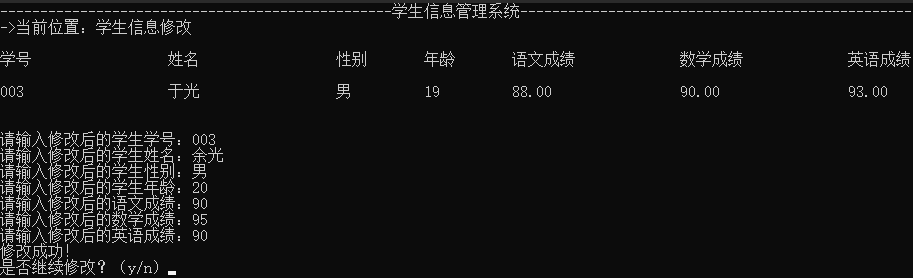 ------------------------------------------------学生信息管理系统------------------------------------------------
->当前位置：学生信息修改
学号 姓名 性别 年龄 语文成绩 数学成绩 英语成绩
003 于光 男 19 88.00 90.00 93.00
请输入修改后的学生学号：003
请输入修改后的学生姓名：余光
请输入修改后的学生性别：男
请输入修改后的学生年龄：20
请输入修改后的语文成绩：90
请输入修改后的数学成绩：95
请输入修改后的英语成绩：90
修改成功!
是否继续修改？（y/n）